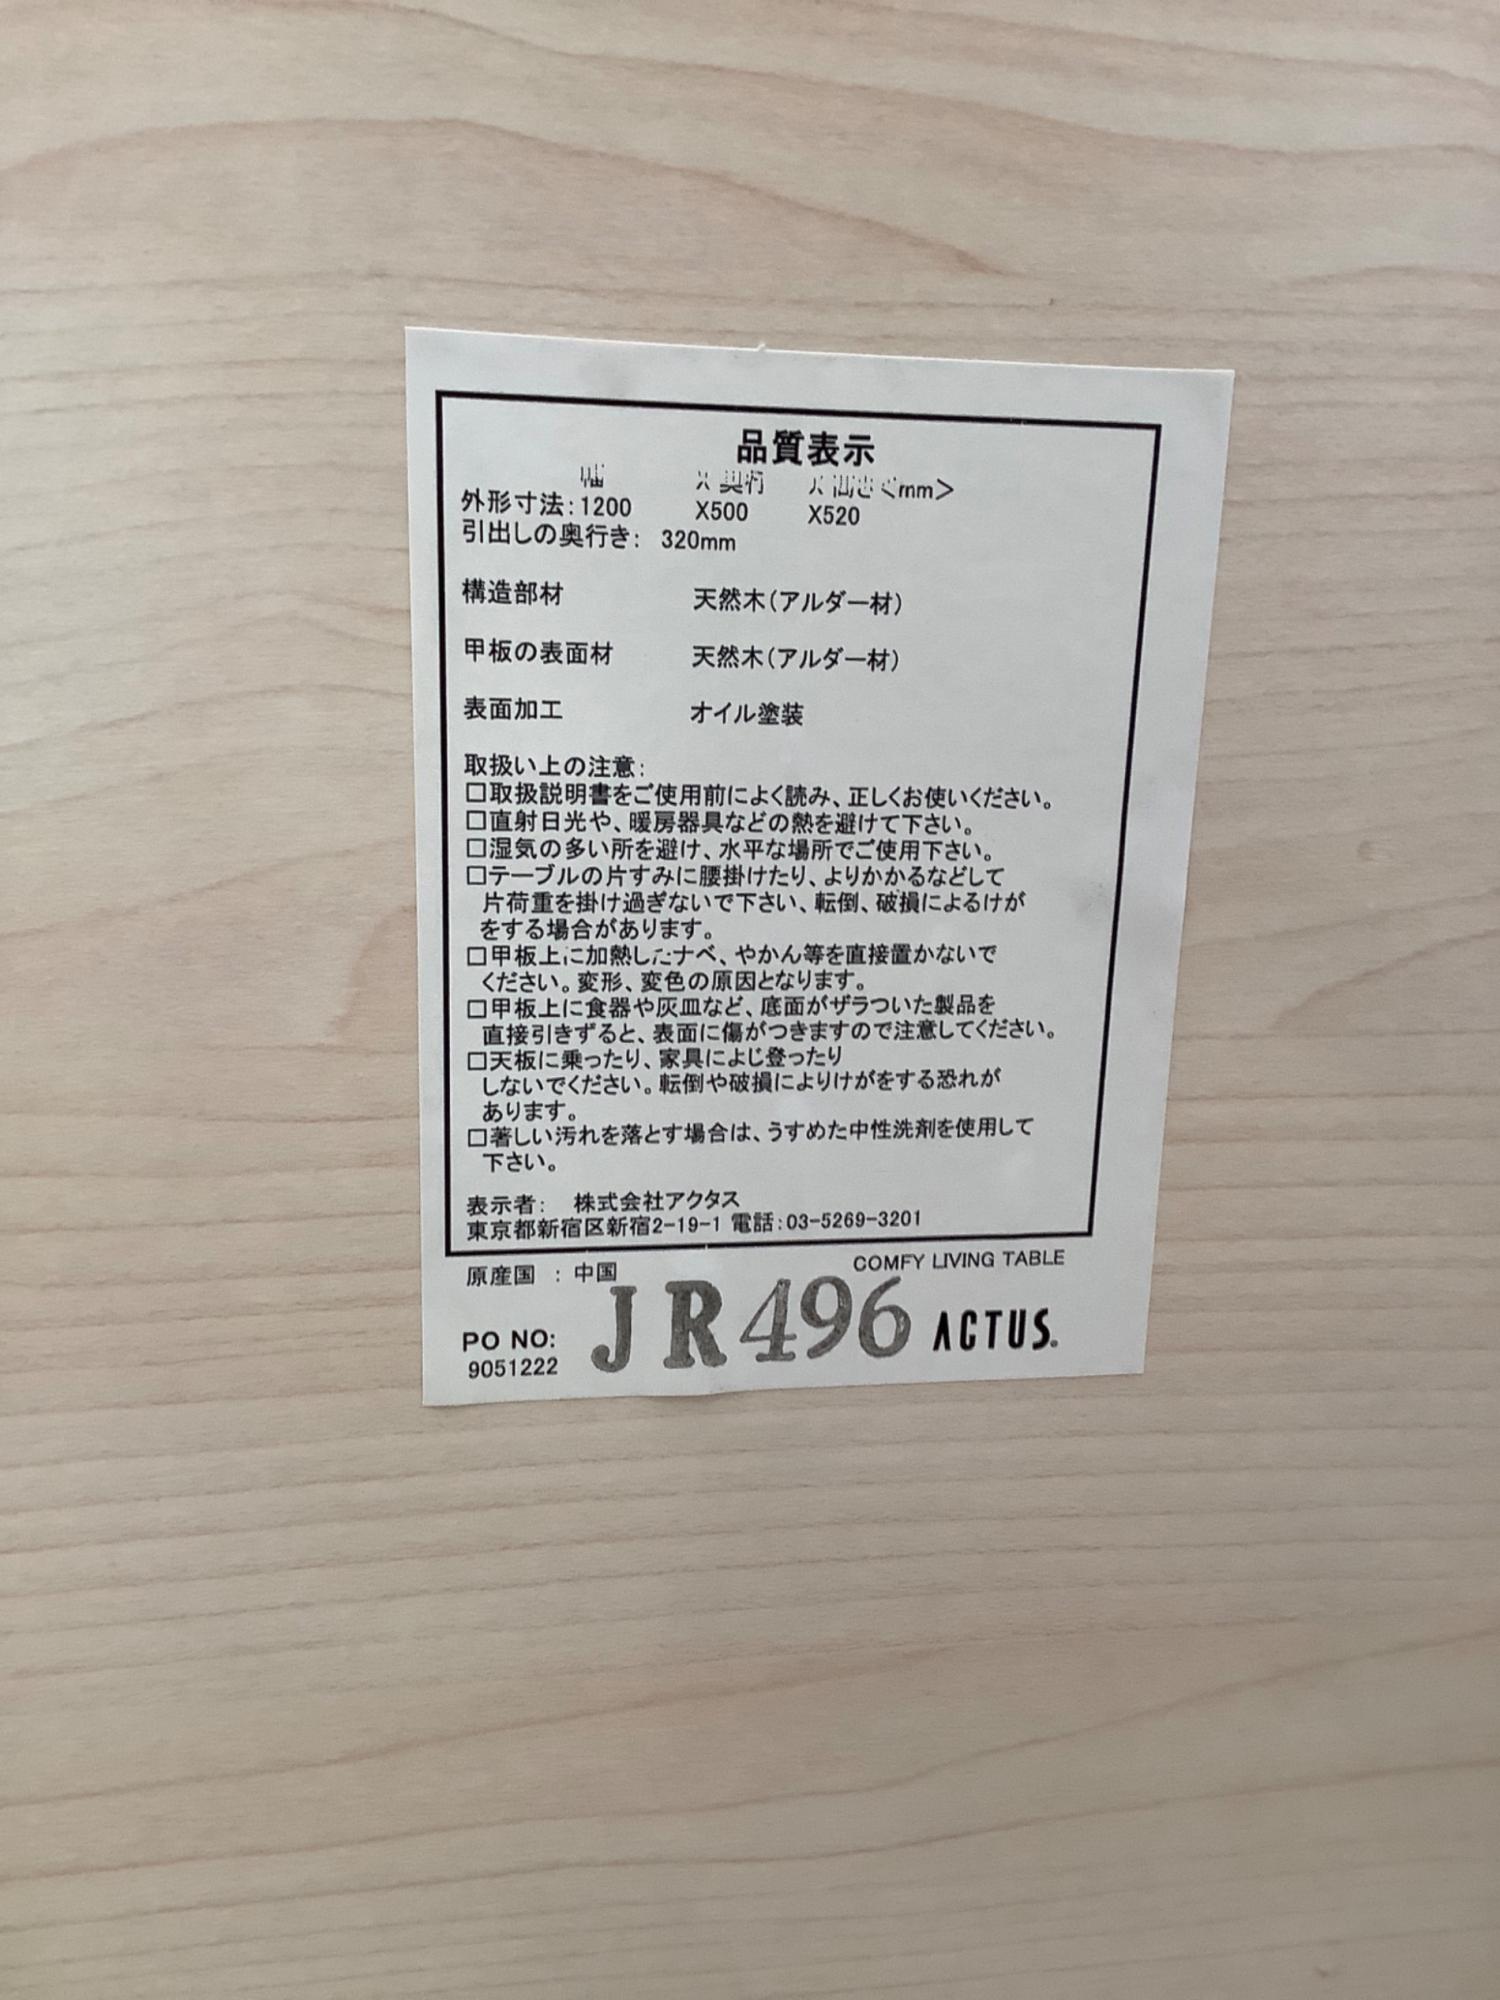 品質表示
幅 X 奥行 X <mm>
外形寸法:1200 X500 X520
引出しの奥行き: 320mm
構造部材 天然木(アルダー材)
甲板の表面材 天然木(アルダー材)
表面加工 オイル塗装
取扱い上の注意:
□取扱説明書をご使用前によく読み、正しくお使いください。
□直射日光や、暖房器具などの熱を避けて下さい。
□湿気の多い所を避け、水平な場所でご使用下さい。
□テーブルの片すみに腰掛けたり、よりかかるなどして
片荷重を掛け過ぎないで下さい、転倒、破損によるけが
をする場合があります。
□甲板上に加熱したナベ、やかん等を直接置かないで
ください。変形、変色の原因となります。
□甲板上に食器や灰皿など、底面がザラついた製品を
直接引きずると、表面に傷がつきますので注意してください。
□天板に乗ったり、家具によじ登ったり
しないでください。転倒や破損によりけがをする恐れが
あります。
□著しい汚れを落とす場合は、うすめた中性洗剤を使用して
下さい。
表示者: 株式会社アクタス
東京都新宿区新宿2-19-1 電話:03-5269-3201
原産国 : 中国 COMFY LIVING TABLE
PO NO: JR496 ACTUS.
9051222